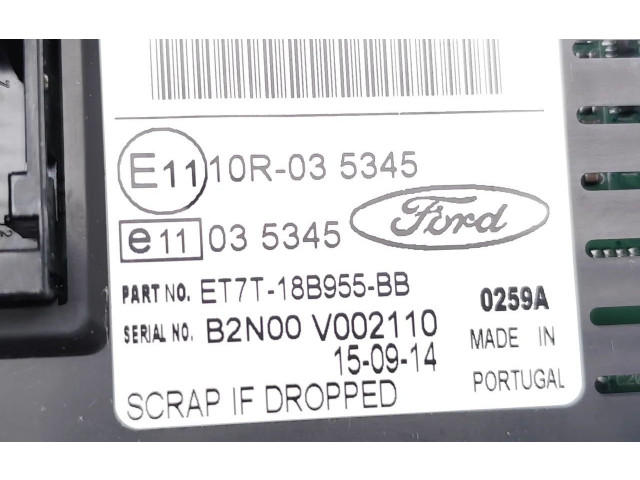 E11 10R-03 5345
e11 03 5345 Ford
PART NO. ET7T-18B955-BB 0259A
SERIAL NO. B2N00 V002110 MADE IN
15-09-14 PORTUGAL
SCRAP IF DROPPED